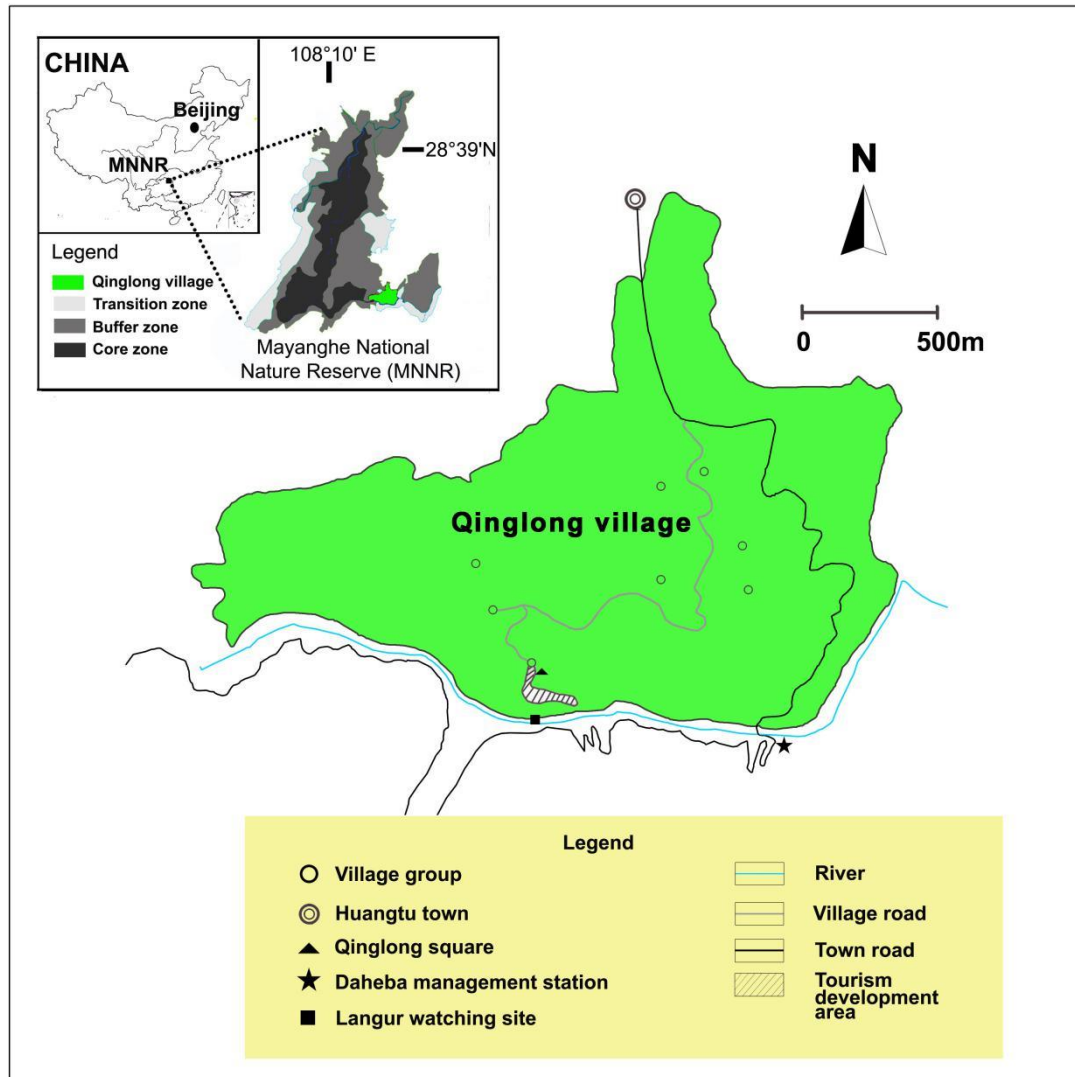 108°10' E
CHINA
Beijing
28°39'N
MNNR
Legend
Qinglong village
Transition zone
Buffer zone
Core zone
Mayanghe National
Nature Reserve (MNNR)
N
0 500m
Qinglong village
Legend
Village group
Huangtu town
Qinglong square
Daheba management station
Langur watching site
River
Village road
Town road
Tourism
development
area